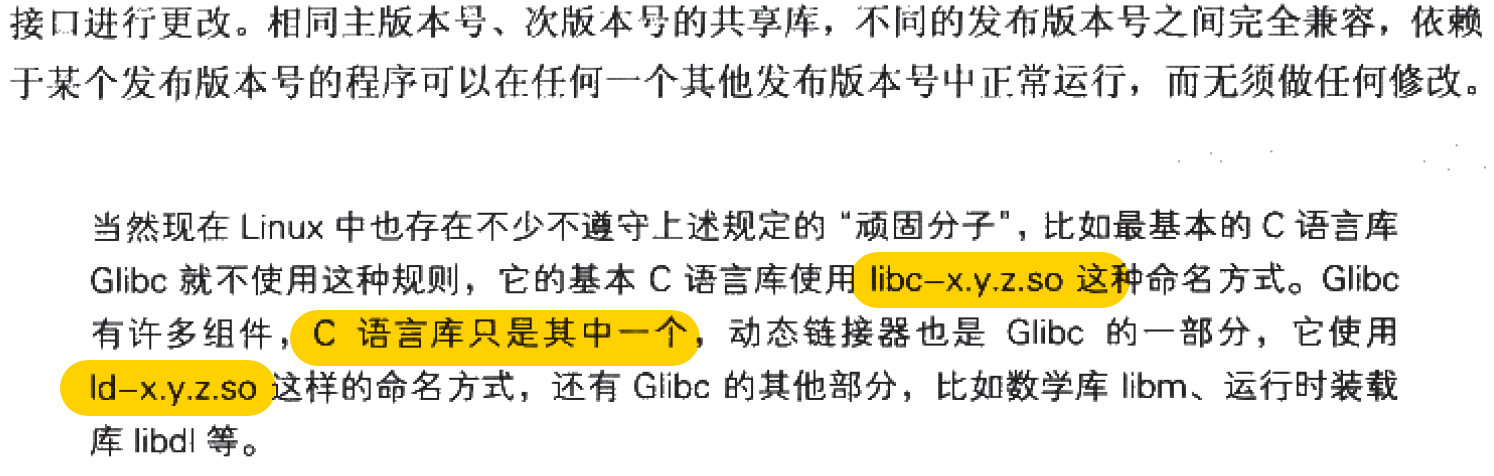 接口进行更改。相同主版本号、次版本号的共享库，不同的发布版本号之间完全兼容，依赖
于某个发布版本号的程序可以在任何一个其他发布版本号中正常运行，而无须做任何修改。
当然现在 Linux 中也存在不少不遵守上述规定的“顽固分子”，比如最基本的 C 语言库
Glibc 就不使用这种规则，它的基本 C 语言库使用 libc-x.y.z.so 这种命名方式。Glibc
有许多组件，C 语言库只是其中一个，动态链接器也是 Glibc 的一部分，它使用
ld-x.y.z.so 这样的命名方式，还有 Glibc 的其他部分，比如数学库 libm、运行时装载
库 libdl 等。